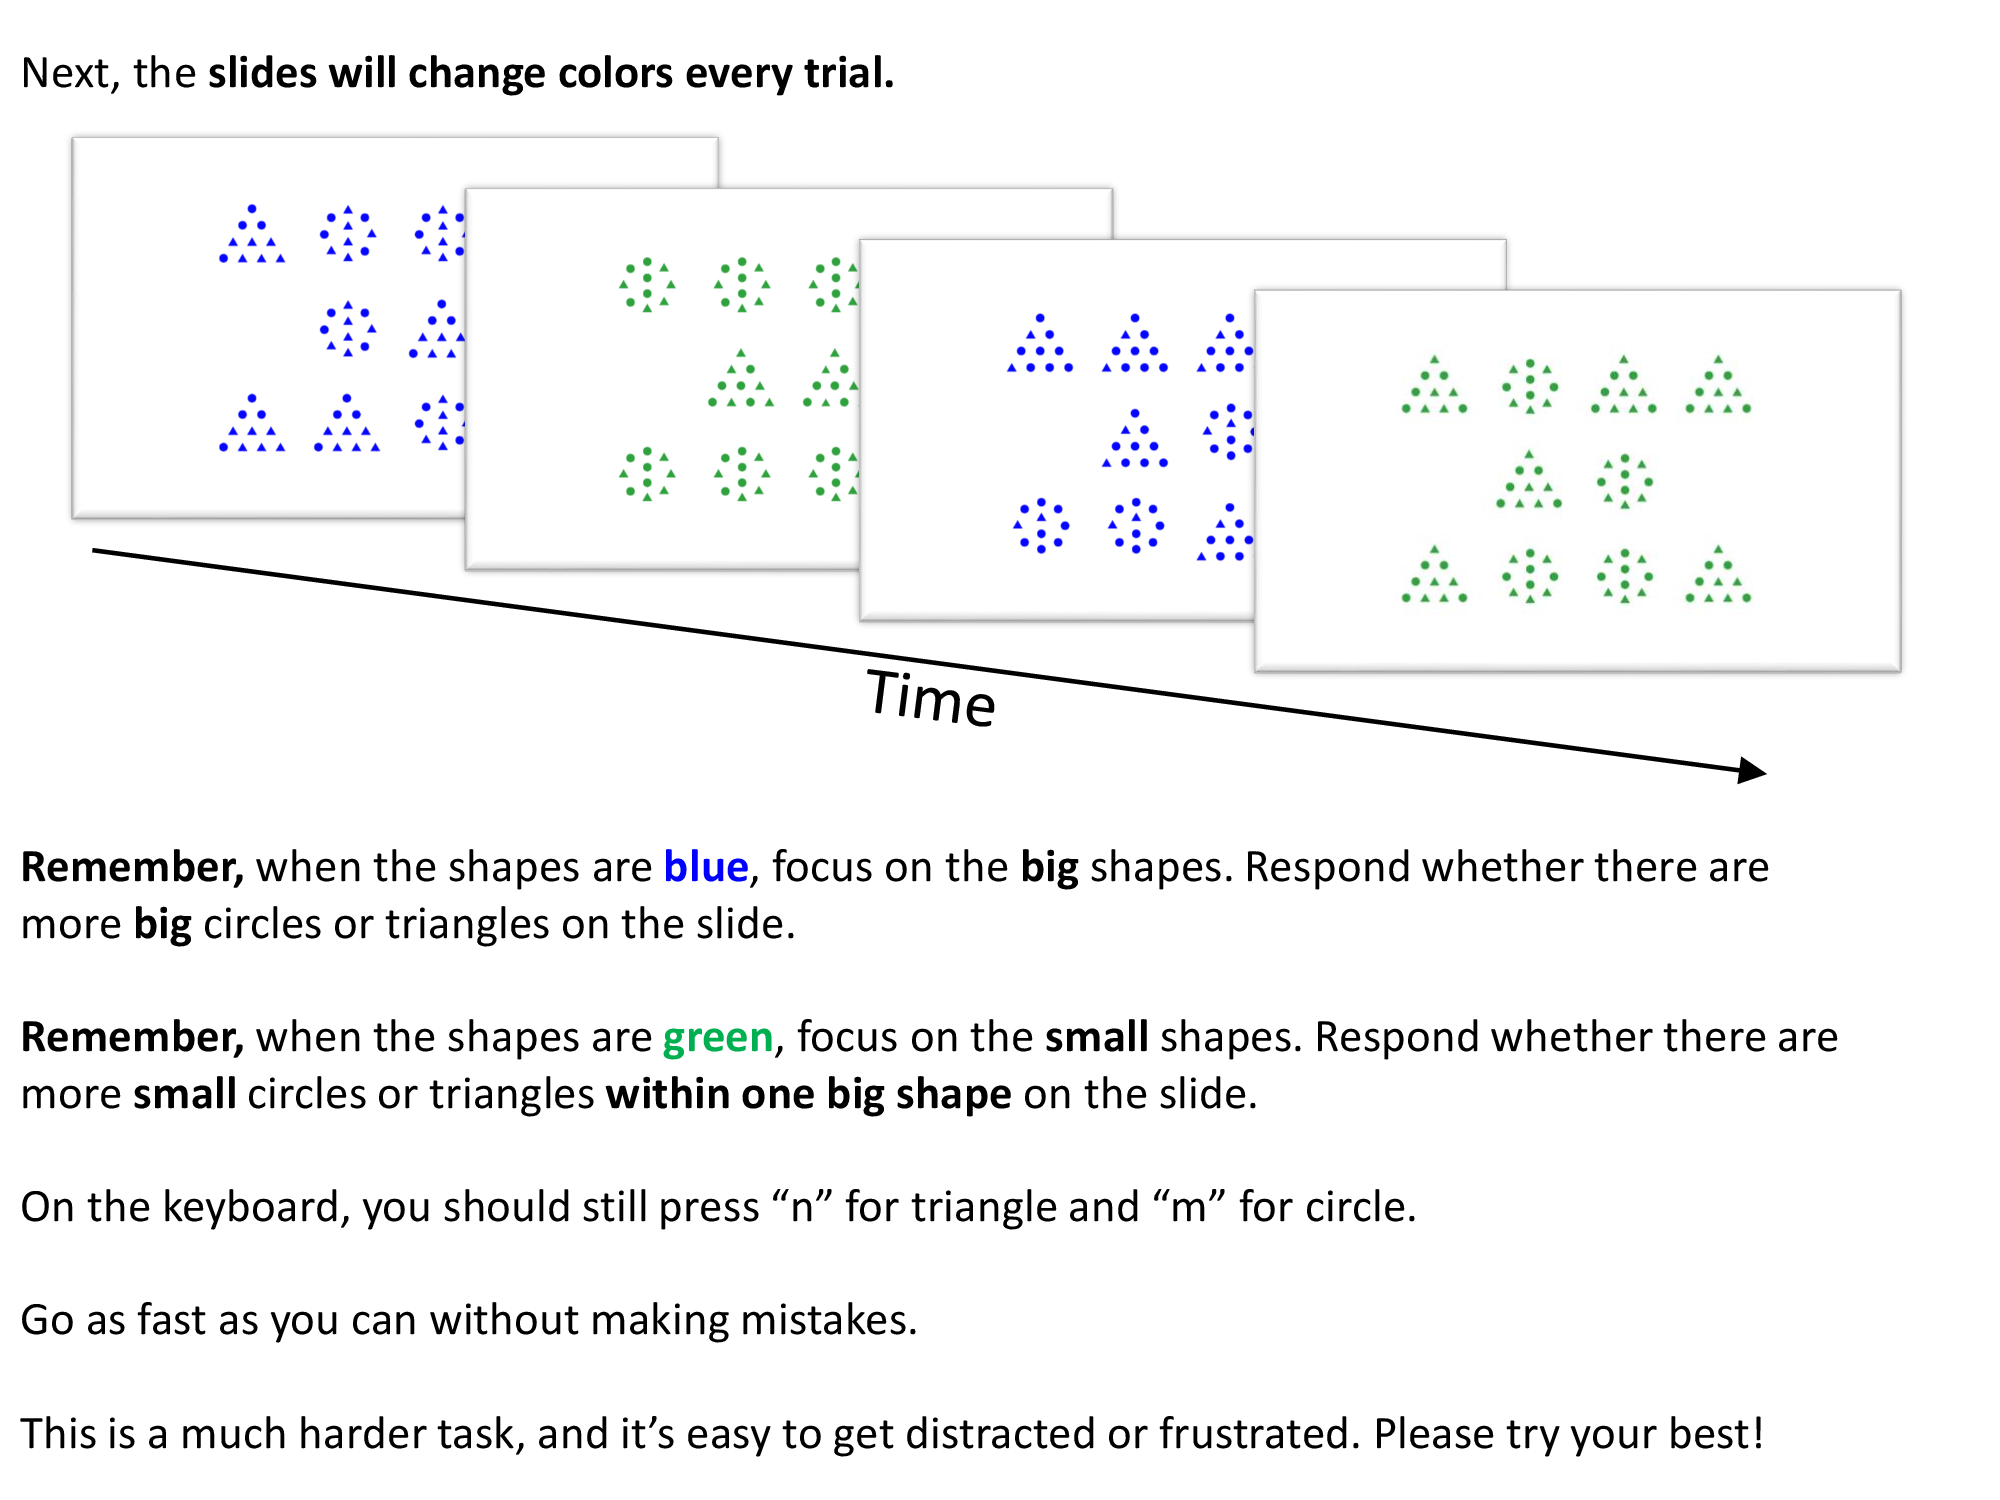 Next, the slides will change colors every trial.
Time
Remember, when the shapes are blue, focus on the big shapes. Respond whether there are
more big circles or triangles on the slide.
Remember, when the shapes are green, focus on the small shapes. Respond whether there are
more small circles or triangles within one big shape on the slide.
On the keyboard, you should still press “n” for triangle and “m” for circle.
Go as fast as you can without making mistakes.
This is a much harder task, and it’s easy to get distracted or frustrated. Please try your best!